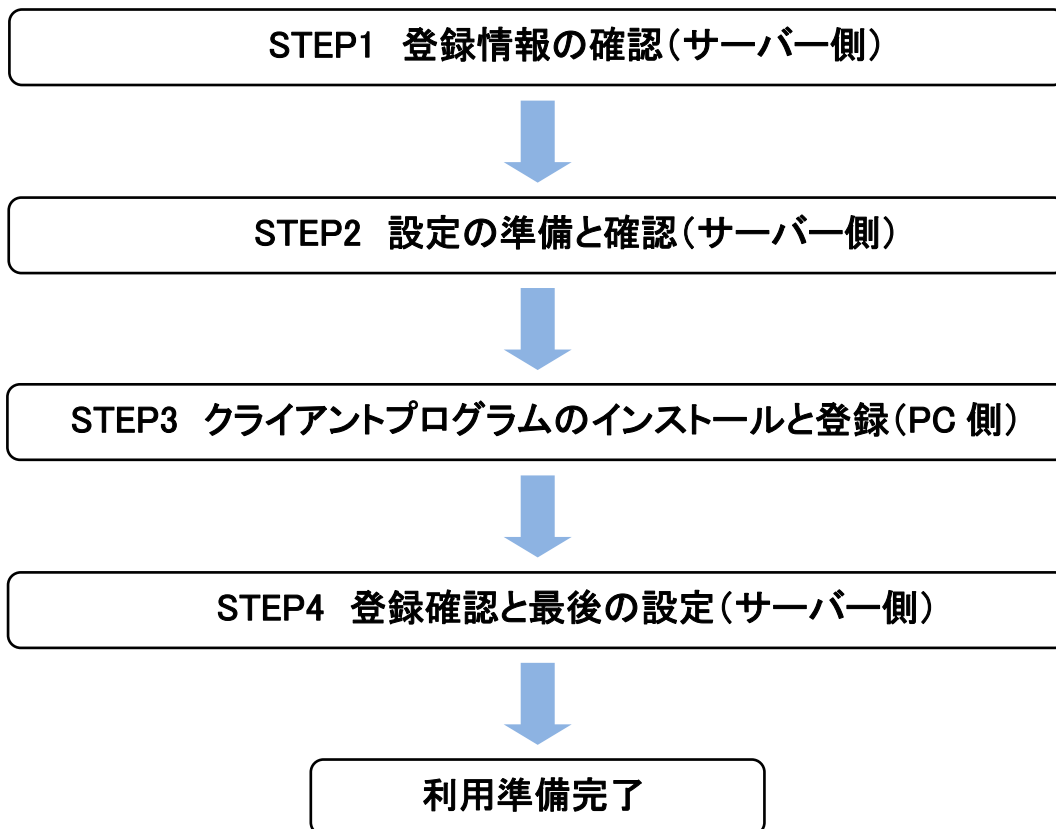 STEP1 登録情報の確認（サーバー側）
STEP2 設定の準備と確認（サーバー側）
STEP3 クライアントプログラムのインストールと登録（PC 側）
STEP4 登録確認と最後の設定（サーバー側）
利用準備完了